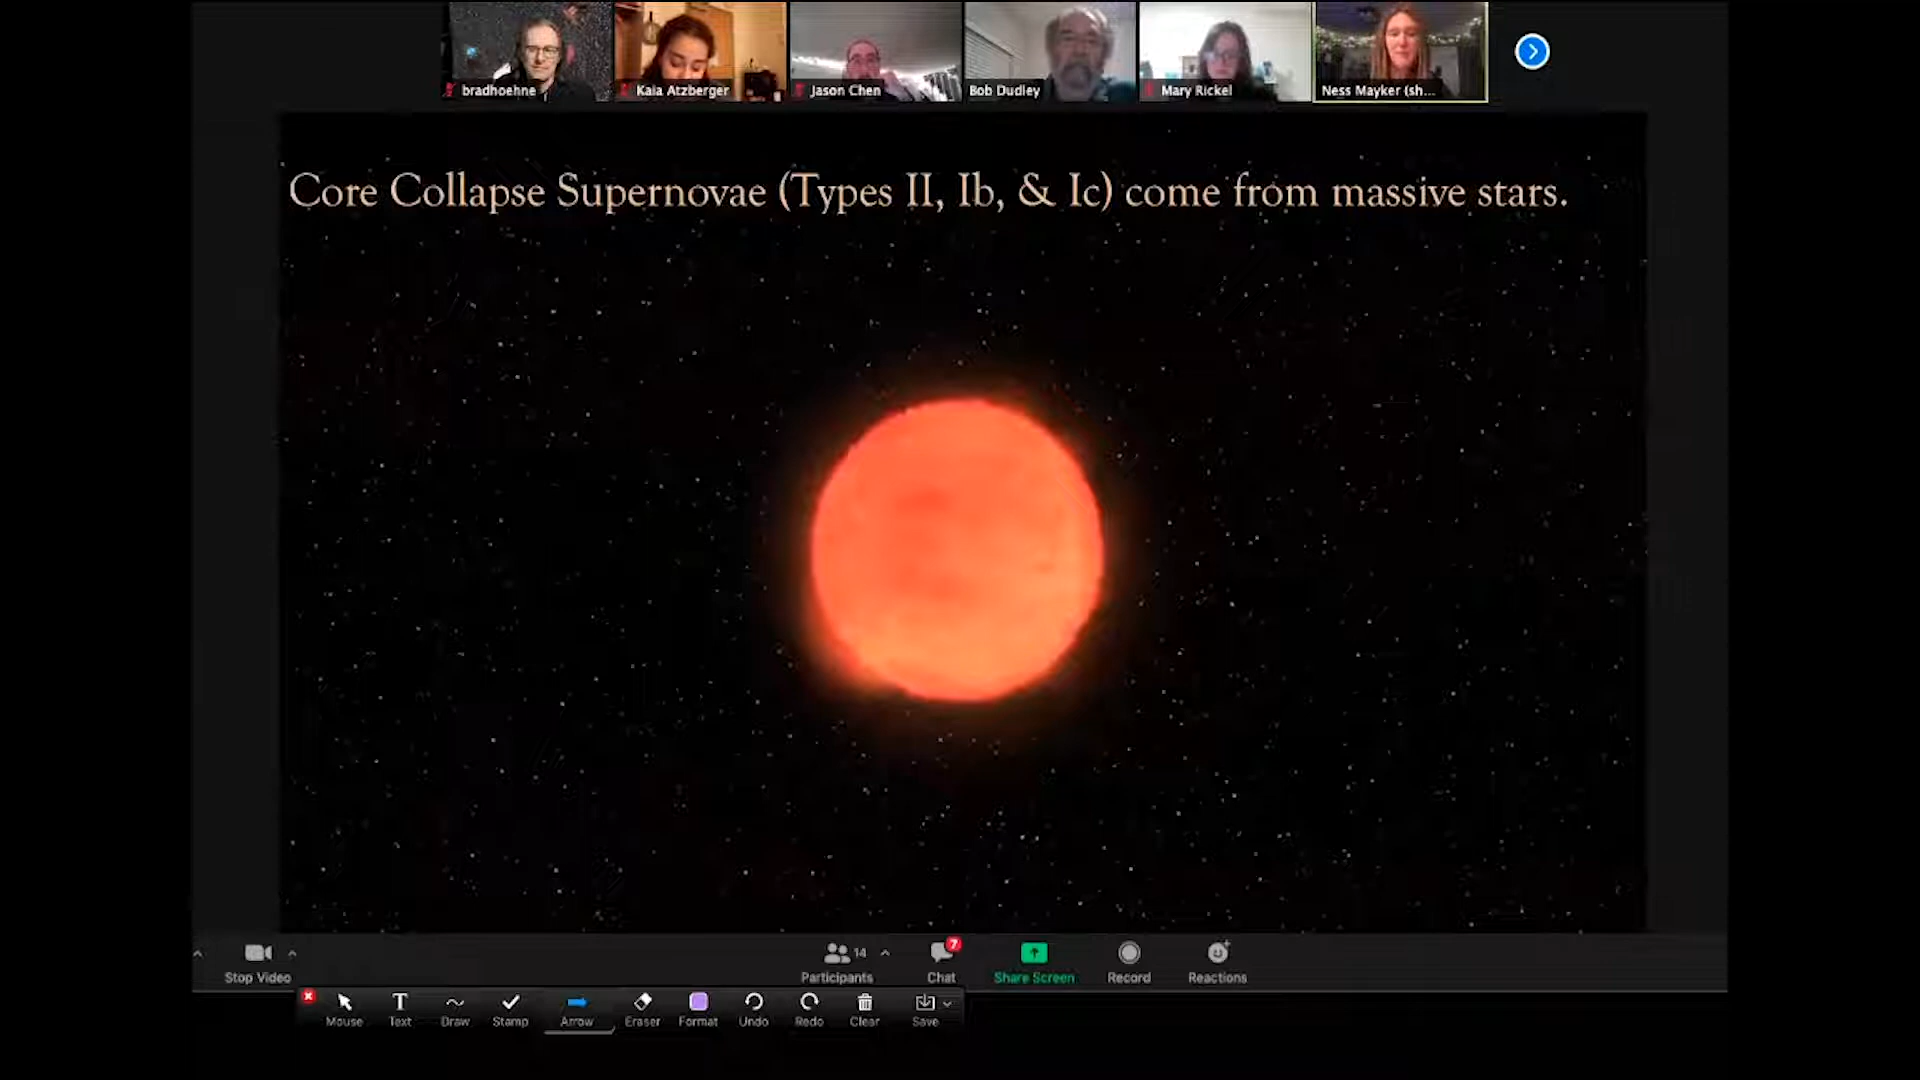 bradhoehne
Kaia Atzberger
Jason Chen
Bob Dudley
Mary Rickel
Ness Mayker (sh...
Core Collapse Supernovae (Types II, Ib, & Ic) come from massive stars.
Stop Video
14
Participants
7
Chat
Share Screen
Record
Reactions
Mouse
T
Text
Draw
Stamp
Arrow
Eraser
Format
Undo
Redo
Clear
Save